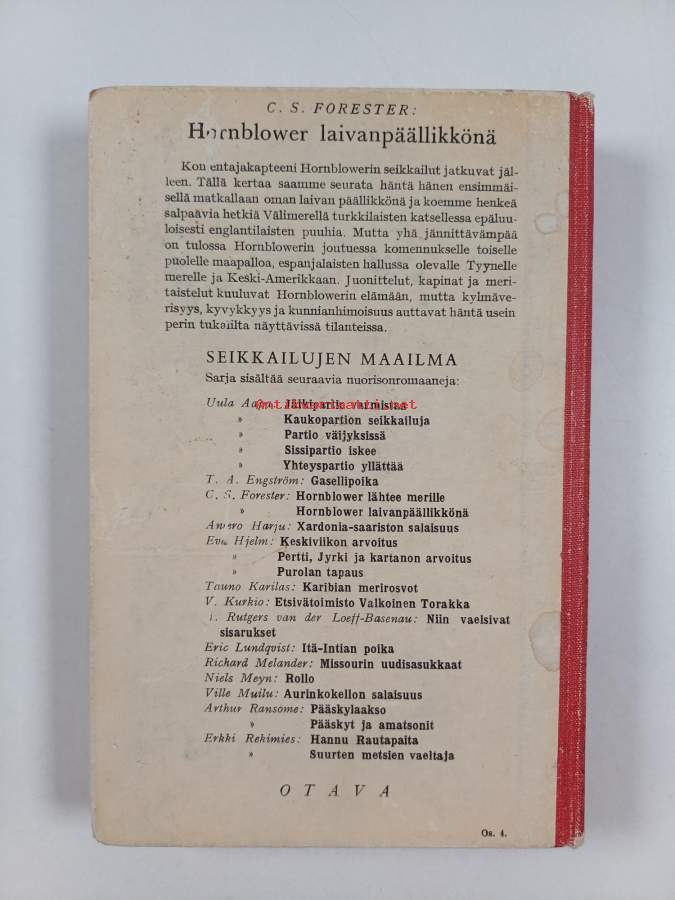 C. S. FORESTER:
Hornblower laivanpäällikkönä
Kom entajakapteeni Hornblowerin seikkailut jatkuvat jäl-
leen. Tällä kertaa saamme seurata häntä hänen ensimmäi-
sellä matkallaan oman laivan päällikkönä ja koemme henkeä
salpaavia hetkiä Välimerellä turkkilaisten katsellessa epäluu-
loisesti englantilaisten puuhia. Mutta yhä jännittävämpää
on tulossa Hornblowerin joutuessa komennukselle toiselle
puolelle maapalloa, espanjalaisten hallussa olevalle Tyynelle
merelle ja Keski-Amerikkaan. Juonittelut, kapinat ja meri-
taistelut kuuluvat Hornblowerin elämään, mutta kylmäve-
risyys, kyvykkyys ja kunnianhimoisuus auttavat häntä usein
perin tukalilta näyttävissä tilanteissa.
SEIKKAILUJEN MAAILMA
Sarja sisältää seuraavia nuorisonromaaneja:
Uula Aapa: Jälkipartio varmistaa
» Kaukopartion seikkailuja
» Partio väijyksissä
» Sissipartio iskee
» Yhteyspartio yllättää
T. A. Engström: Gasellipoika
C. S. Forester: Hornblower lähtee merille
» Hornblower laivanpäällikkönä
Antero Harju: Xardonia-saariston salaisuus
Eva Hjelm: Keskiviikon arvoitus
» Pertti, Jyrki ja kartanon arvoitus
» Purolan tapaus
Tauno Karilas: Karibian merirosvot
V. Kurkio: Etsivätoimisto Valkoinen Torakka
Rutgers van der Loeff-Basenau: Niin vaelsivat
sisarukset
Eric Lundqvist: Itä-Intian poika
Richard Melander: Missourin uudisasukkaat
Niels Meyn: Rollo
Ville Muilu: Aurinkokellon salaisuus
Arthur Ransome: Pääskylaakso
» Pääskyt ja amatsonit
Erkki Rekimies: Hannu Rautapaita
» Suurten metsien vaeltaja
OTAVA
Os. 4.